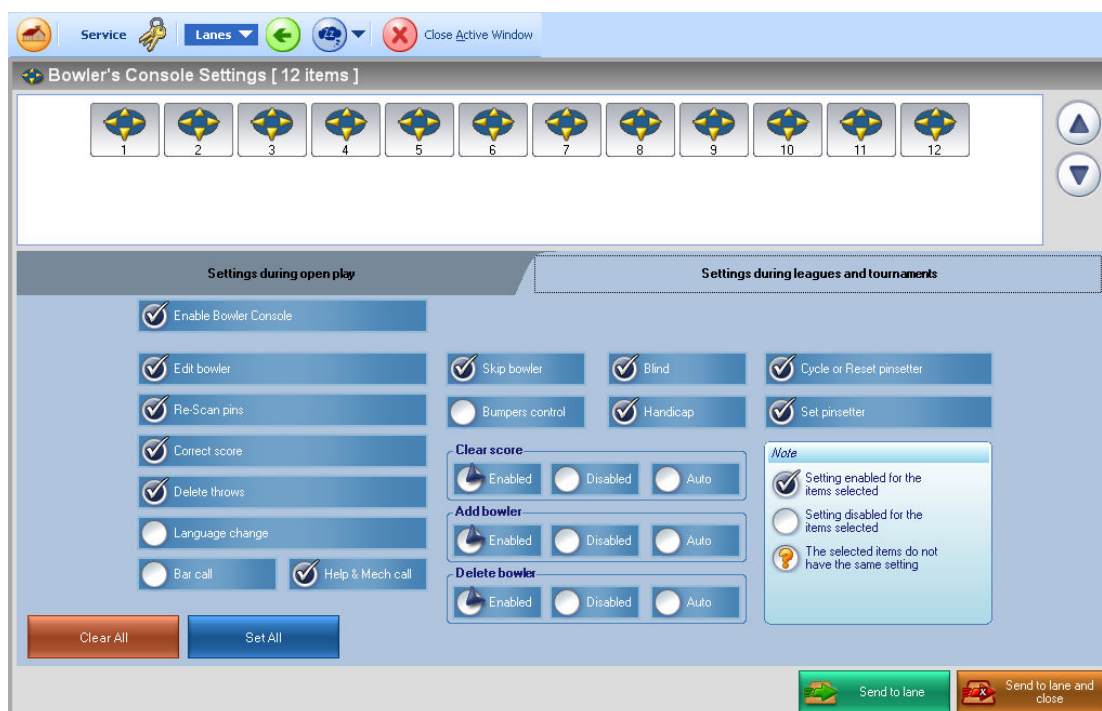 Service
Lanes
Close Active Window
Bowler's Console Settings [ 12 items ]
1 2 3 4 5 6 7 8 9 10 11 12
Settings during open play
Settings during leagues and tournaments
Enable Bowler Console
Edit bowler
Skip bowler
Blind
Cycle or Reset pinsetter
Re-Scan pins
Bumpers control
Handicap
Set pinsetter
Correct score
Delete throws
Language change
Bar call
Help & Mech call
Clear score
Enabled Disabled Auto
Add bowler
Enabled Disabled Auto
Delete bowler
Enabled Disabled Auto
Note
Setting enabled for the
items selected
Setting disabled for the
items selected
The selected items do not
have the same setting
Clear All
Set All
Send to lane
Send to lane and
close